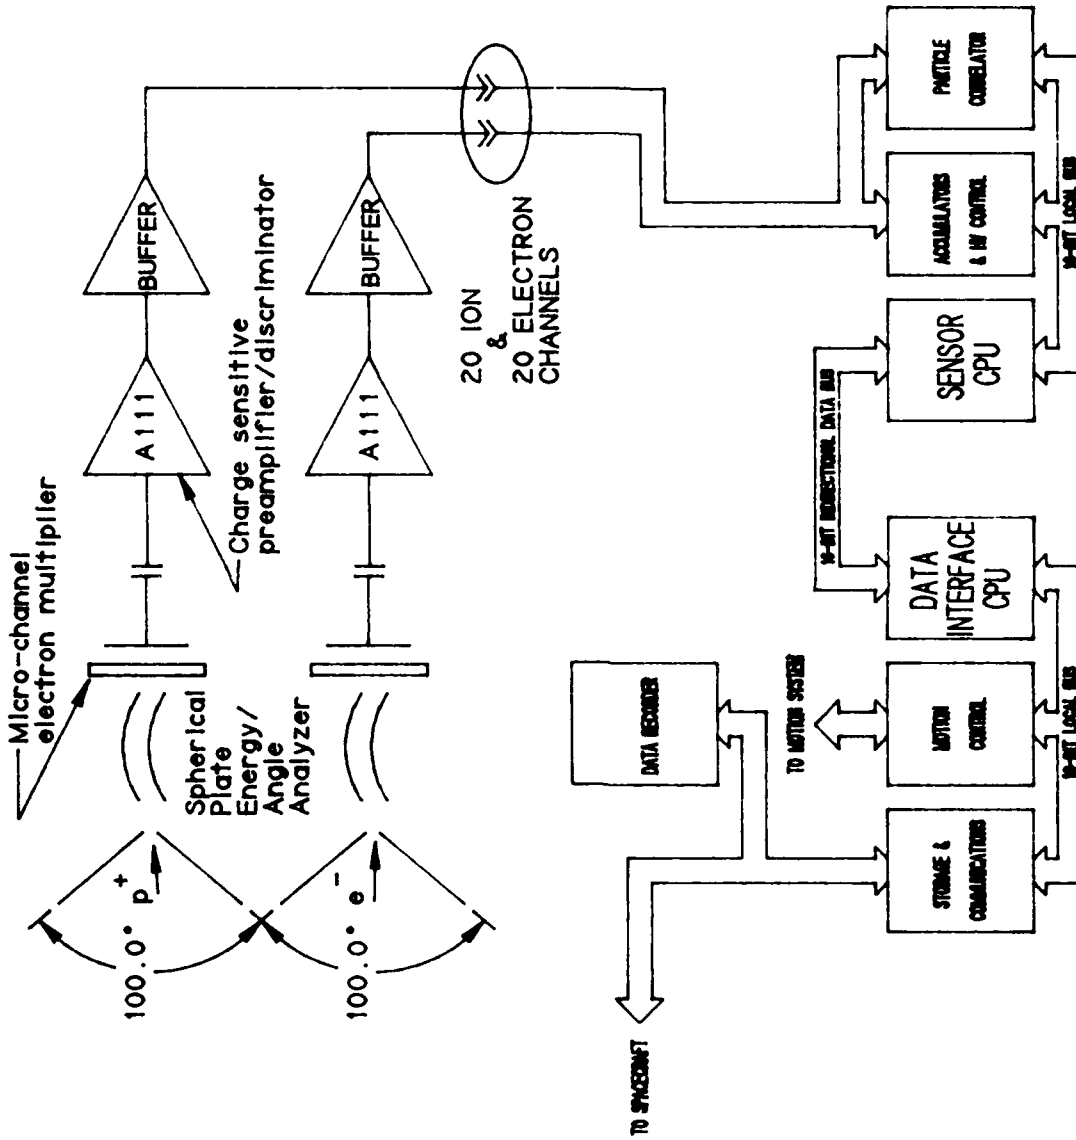 Micro-channel
electron multiplier
100.0° p+
100.0° e-
Spherical
Plate
Energy/
Angle
Analyzer
A111
BUFFER
Charge sensitive
preamplifier/discriminator
A111
BUFFER
20 ION
&
20 ELECTRON
CHANNELS
TO SPACECRAFT
DATA RECORDER
TO MOTION SYSTEM
16-BIT BIDIRECTIONAL DATA BUS
STORAGE &
COMMUNICATIONS
MOTION
CONTROL
DATA
INTERFACE
CPU
SENSOR
CPU
ACCUMULATORS
& HV CONTROL
PARTICLE
CORRELATOR
16-BIT LOCAL BUS
16-BIT LOCAL BUS